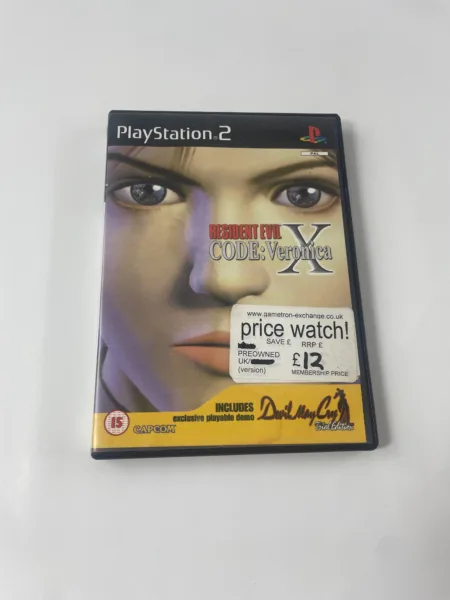 PlayStation 2
PAL
RESIDENT EVIL
CODE: Veronica
X
www.gametron-exchange.co.uk
price watch!
SAVE £ RRP £
PREOWNED
UK/
(version)
£12
MEMBERSHIP PRICE
INCLUDES
exclusive playable demo
Devil May Cry
Trial Edition
15
CAPCOM